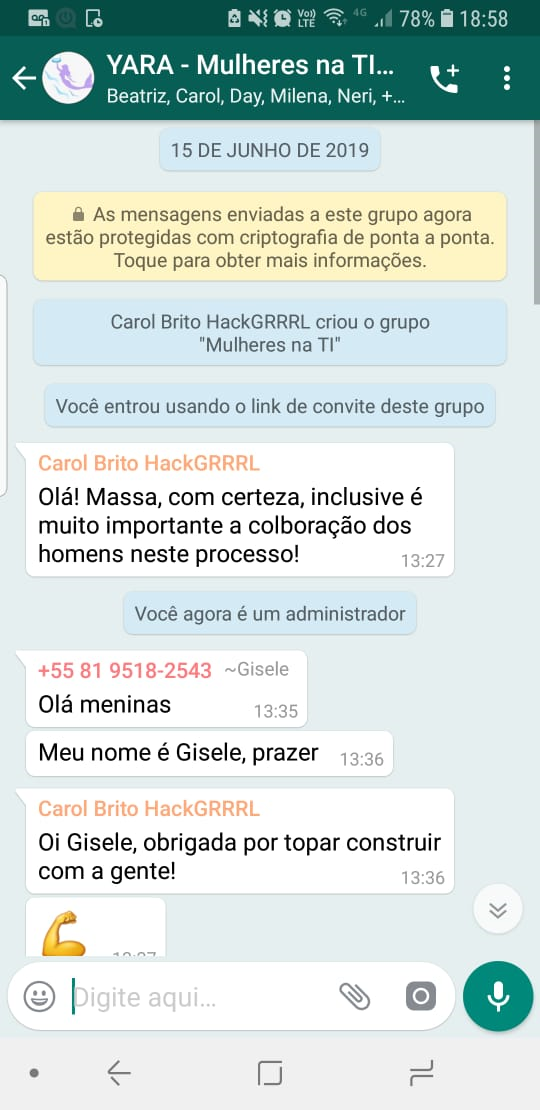 4G
Vo))
LTE
78%
18:58
YARA - Mulheres na TI...
Beatriz, Carol, Day, Milena, Neri, +...
15 DE JUNHO DE 2019
As mensagens enviadas a este grupo agora
estão protegidas com criptografia de ponta a ponta.
Toque para obter mais informações.
Carol Brito HackGRRRL criou o grupo
"Mulheres na TI"
Você entrou usando o link de convite deste grupo
Carol Brito HackGRRRL
Olá! Massa, com certeza, inclusive é
muito importante a colboração dos
homens neste processo!
13:27
Você agora é um administrador
+55 81 9518-2543 ~Gisele
Olá meninas
13:35
Meu nome é Gisele, prazer
13:36
Carol Brito HackGRRRL
Oi Gisele, obrigada por topar construir
com a gente!
13:36
Digite aqui...